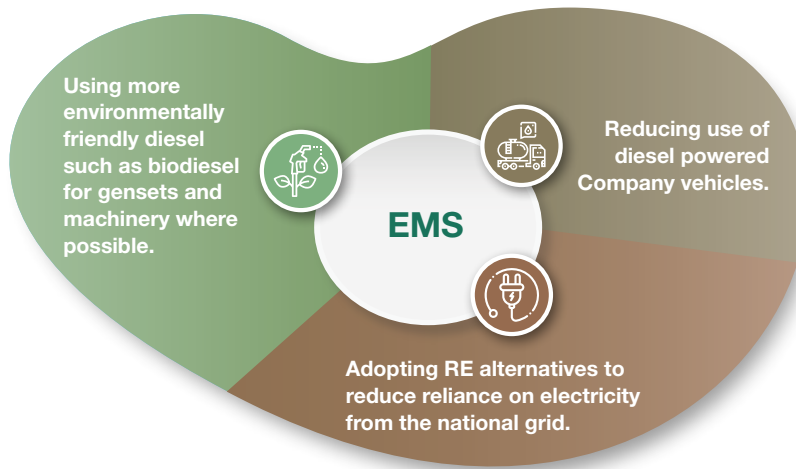 Using more
environmentally
friendly diesel
such as biodiesel
for gensets and
machinery where
possible.
Reducing use of
diesel powered
Company vehicles.
EMS
Adopting RE alternatives to
reduce reliance on electricity
from the national grid.